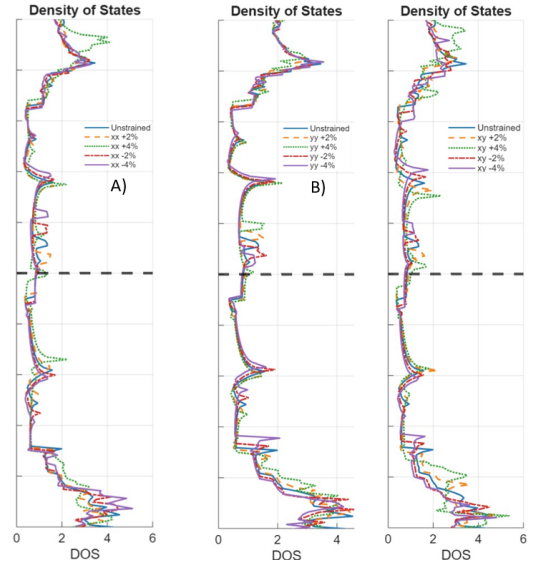 Density of States
Unstrained
xx +2%
xx +4%
xx -2%
xx -4%
A)
0
2
4
6
DOS
Density of States
Unstrained
yy +2%
yy +4%
yy -2%
yy -4%
B)
0
2
4
DOS
Density of States
Unstrained
xy +2%
xy +4%
xy -2%
xy -4%
0
2
4
6
DOS